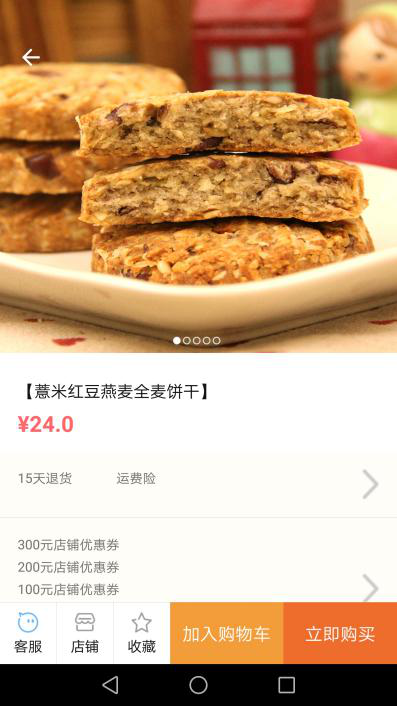 【薏米红豆燕麦全麦饼干】
¥24.0
15天退货 运费险
300元店铺优惠券
200元店铺优惠券
100元店铺优惠券
客服 店铺 收藏 加入购物车 立即购买